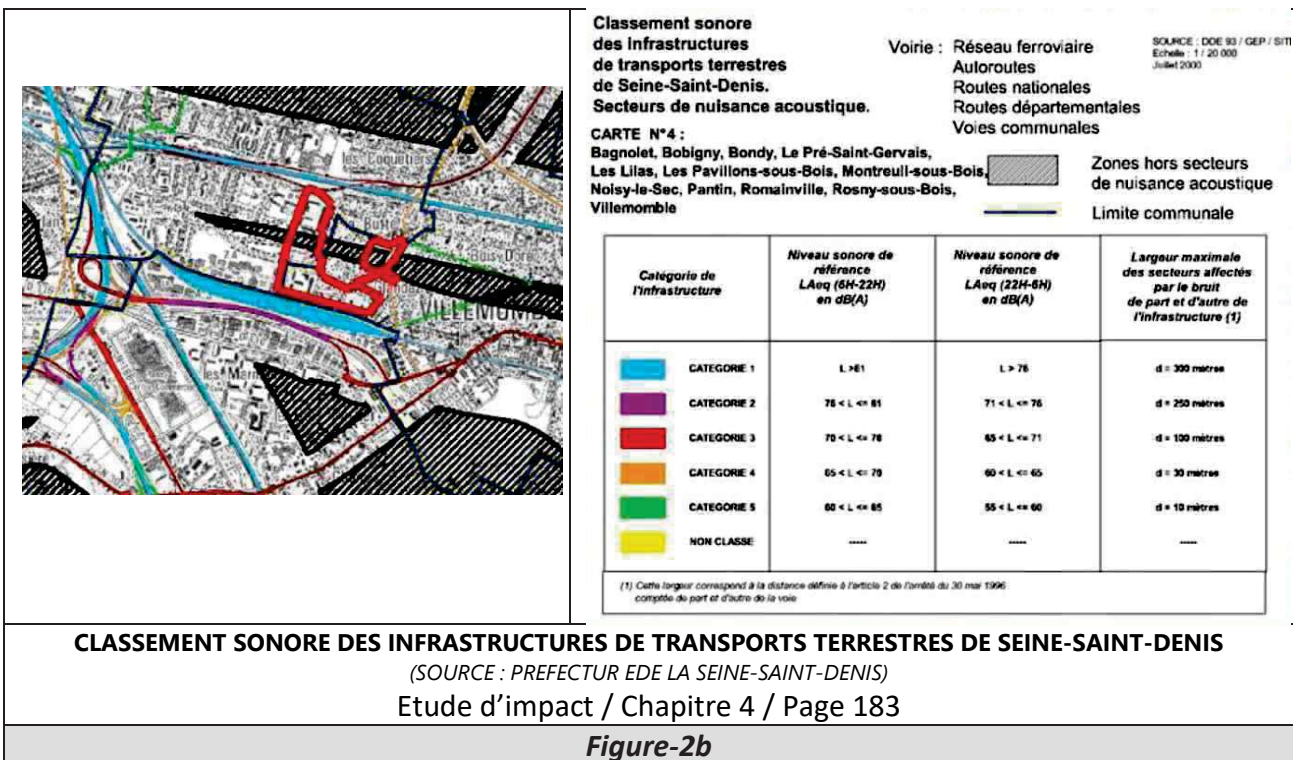 Classement sonore
des infrastructures
de transports terrestres
de Seine-Saint-Denis.
Secteurs de nuisance acoustique.
Voirie : Réseau ferroviaire
Autoroutes
Routes nationales
Routes départementales
Voies communales
SOURCE : DDE 93 / GEP / SIT
Echelle : 1 / 20 000
Juillet 2000
CARTE N°4 :
Bagnolet, Bobigny, Bondy, Le Pré-Saint-Gervais,
Les Lilas, Les Pavillons-sous-Bois, Montreuil-sous-Bois,
Noisy-le-Sec, Pantin, Romainville, Rosny-sous-Bois,
Villemomble
Zones hors secteurs
de nuisance acoustique
Limite communale
les Coquetiers
VILLEMOMB
les Mar
Catégorie de
l'infrastructure
Niveau sonore de
référence
LAeq (6H-22H)
en dB(A)
Niveau sonore de
référence
LAeq (22H-6H)
en dB(A)
Largeur maximale
des secteurs affectés
par le bruit
de part et d'autre de
l'infrastructure (1)
CATEGORIE 1 L >81 L > 76 d = 300 mètres
CATEGORIE 2 76 < L <= 81 71 < L <= 76 d = 250 mètres
CATEGORIE 3 70 < L <= 76 65 < L <= 71 d = 100 mètres
CATEGORIE 4 65 < L <= 70 60 < L <= 65 d = 30 mètres
CATEGORIE 5 60 < L <= 65 55 < L <= 60 d = 10 mètres
NON CLASSE ----- ----- -----
(1) Cette largeur correspond à la distance définie à l'article 2 de l'arrêté du 30 mai 1996
comptée de part et d'autre de la voie
CLASSEMENT SONORE DES INFRASTRUCTURES DE TRANSPORTS TERRESTRES DE SEINE-SAINT-DENIS
(SOURCE : PREFECTUR EDE LA SEINE-SAINT-DENIS)
Etude d'impact / Chapitre 4 / Page 183
Figure-2b